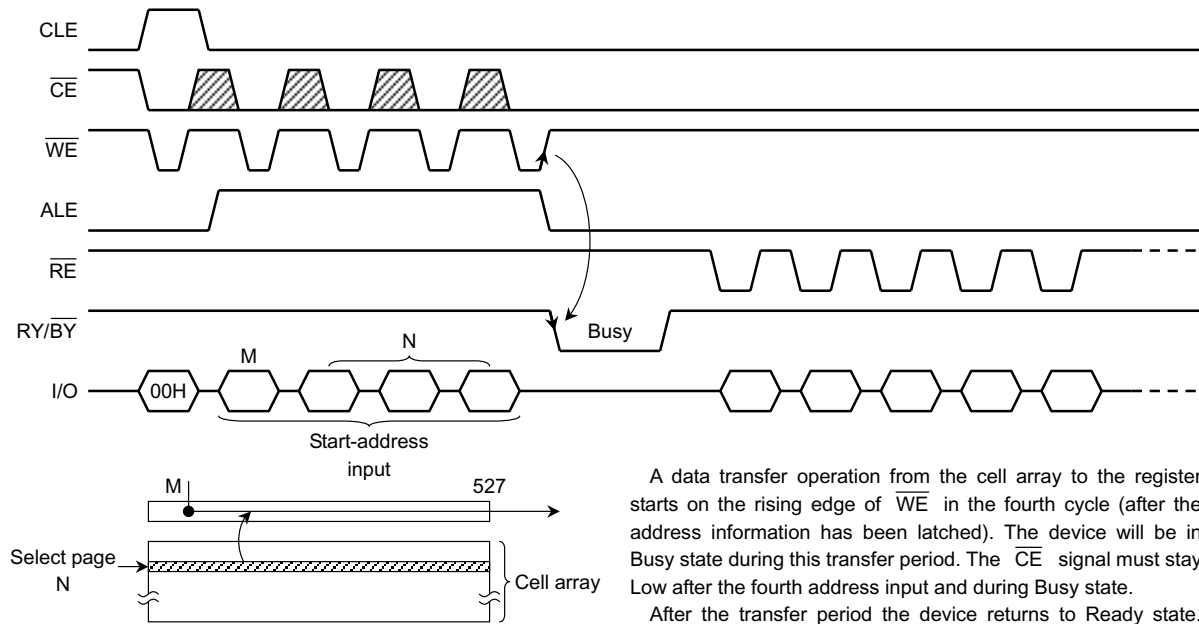 CLE
CE
WE
ALE
RE
RY/BY
Busy
M
N
I/O
00H
Start-address
input
M
527
Select page
N
Cell array
A data transfer operation from the cell array to the register
starts on the rising edge of WE in the fourth cycle (after the
address information has been latched). The device will be in
Busy state during this transfer period. The CE signal must stay
Low after the fourth address input and during Busy state.
After the transfer period the device returns to Ready state.